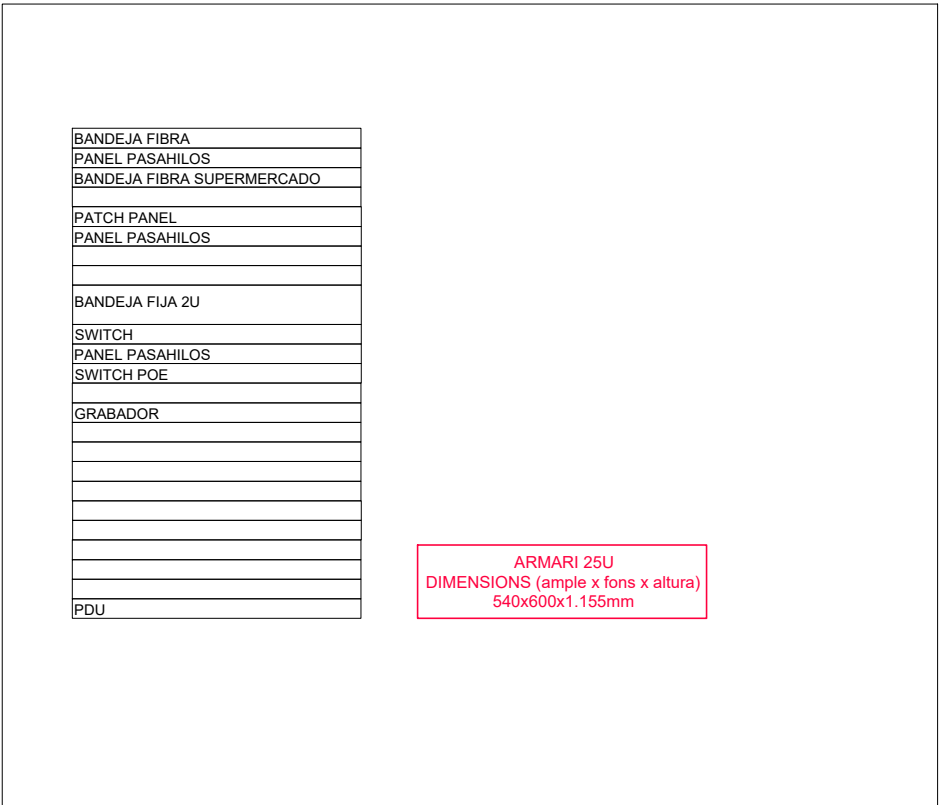 BANDEJA FIBRA
PANEL PASAHILOS
BANDEJA FIBRA SUPERMERCADO
PATCH PANEL
PANEL PASAHILOS
BANDEJA FIJA 2U
SWITCH
PANEL PASAHILOS
SWITCH POE
GRABADOR
PDU
ARMARI 25U
DIMENSIONS (ample x fons x altura)
540x600x1.155mm